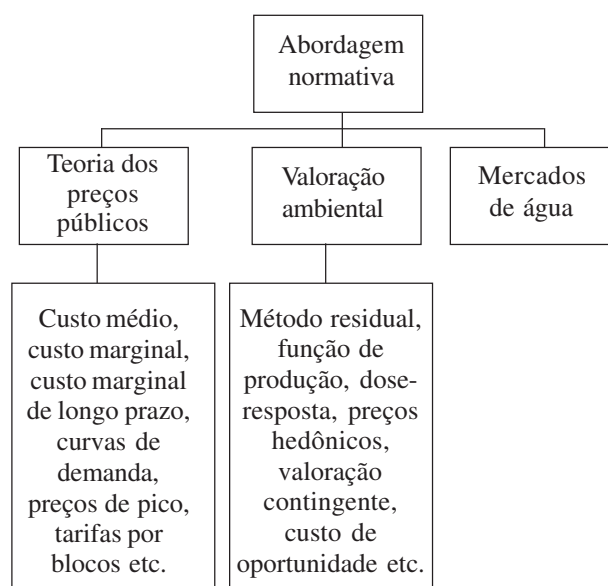 Abordagem
normativa
Teoria dos
preços
públicos
Valoração
ambiental
Mercados
de água
Custo médio,
custo marginal,
custo marginal
de longo prazo,
curvas de
demanda,
preços de pico,
tarifas por
blocos etc.
Método residual,
função de
produção, dose-
resposta, preços
hedônicos,
valoração
contingente,
custo de
oportunidade etc.